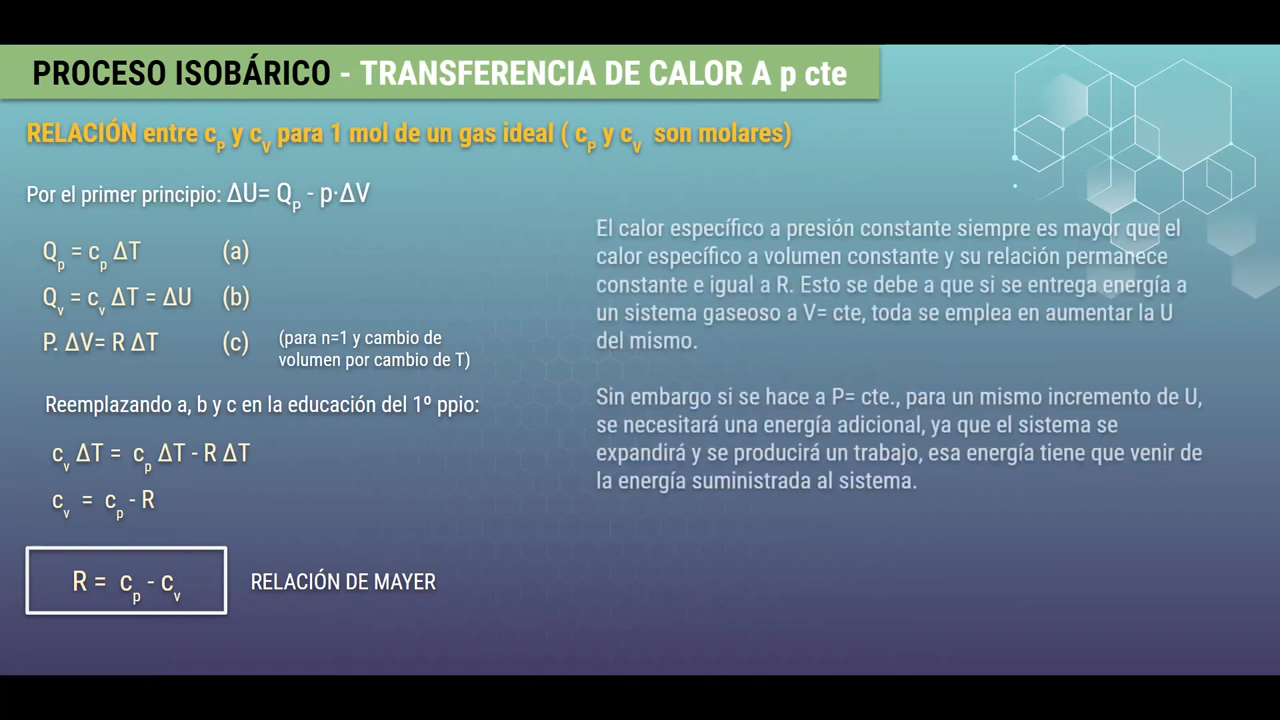 PROCESO ISOBÁRICO - TRANSFERENCIA DE CALOR A p cte
RELACIÓN entre cP y cV para 1 mol de un gas ideal ( cP y cV son molares)
Por el primer principio: ΔU= Qp - p·ΔV
Qp = cp ΔT (a)
Qv = cv ΔT = ΔU (b)
P. ΔV= R ΔT (c)
(para n=1 y cambio de
volumen por cambio de T)
Reemplazando a, b y c en la educación del 1º ppio:
cv ΔT = cp ΔT - R ΔT
cv = cp - R
R = cp - cv
RELACIÓN DE MAYER
El calor específico a presión constante siempre es mayor que el
calor específico a volumen constante y su relación permanece
constante e igual a R. Esto se debe a que si se entrega energía a
un sistema gaseoso a V= cte, toda se emplea en aumentar la U
del mismo.
Sin embargo si se hace a P= cte., para un mismo incremento de U,
se necesitará una energía adicional, ya que el sistema se
expandirá y se producirá un trabajo, esa energía tiene que venir de
la energía suministrada al sistema.